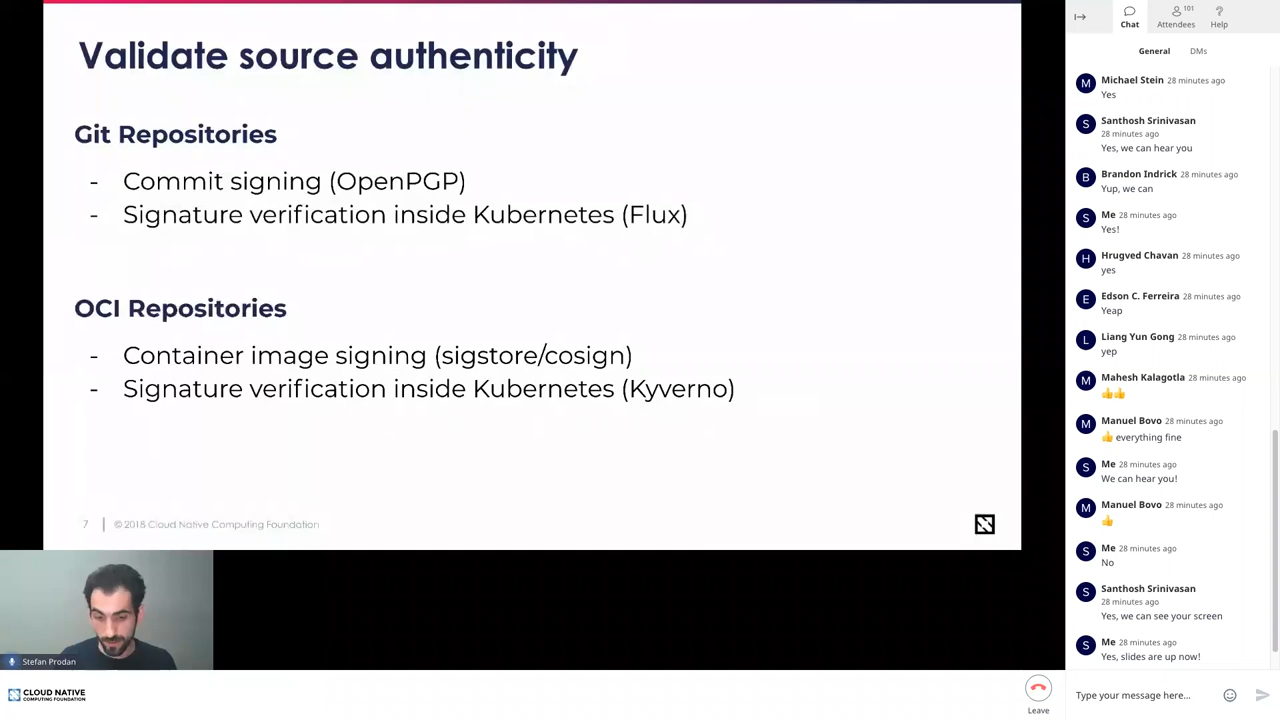 Validate source authenticity
Git Repositories
- Commit signing (OpenPGP)
- Signature verification inside Kubernetes (Flux)
OCI Repositories
- Container image signing (sigstore/cosign)
- Signature verification inside Kubernetes (Kyverno)
7 | © 2018 Cloud Native Computing Foundation
Stefan Prodan
CLOUD NATIVE
COMPUTING FOUNDATION
Leave
Chat
101
Attendees
Help
General DMs
M Michael Stein 28 minutes ago
Yes
S Santhosh Srinivasan
28 minutes ago
Yes, we can hear you
B Brandon Indrick 28 minutes ago
Yup, we can
S Me 28 minutes ago
Yes!
H Hrugved Chavan 28 minutes ago
yes
E Edson C. Ferreira 28 minutes ago
Yeap
L Liang Yun Gong 28 minutes ago
yep
M Mahesh Kalagotla 28 minutes ago
👍👍
M Manuel Bovo 28 minutes ago
👍 everything fine
S Me 28 minutes ago
We can hear you!
M Manuel Bovo 28 minutes ago
👍
S Me 28 minutes ago
No
S Santhosh Srinivasan
28 minutes ago
Yes, we can see your screen
S Me 28 minutes ago
Yes, slides are up now!
Type your message here...